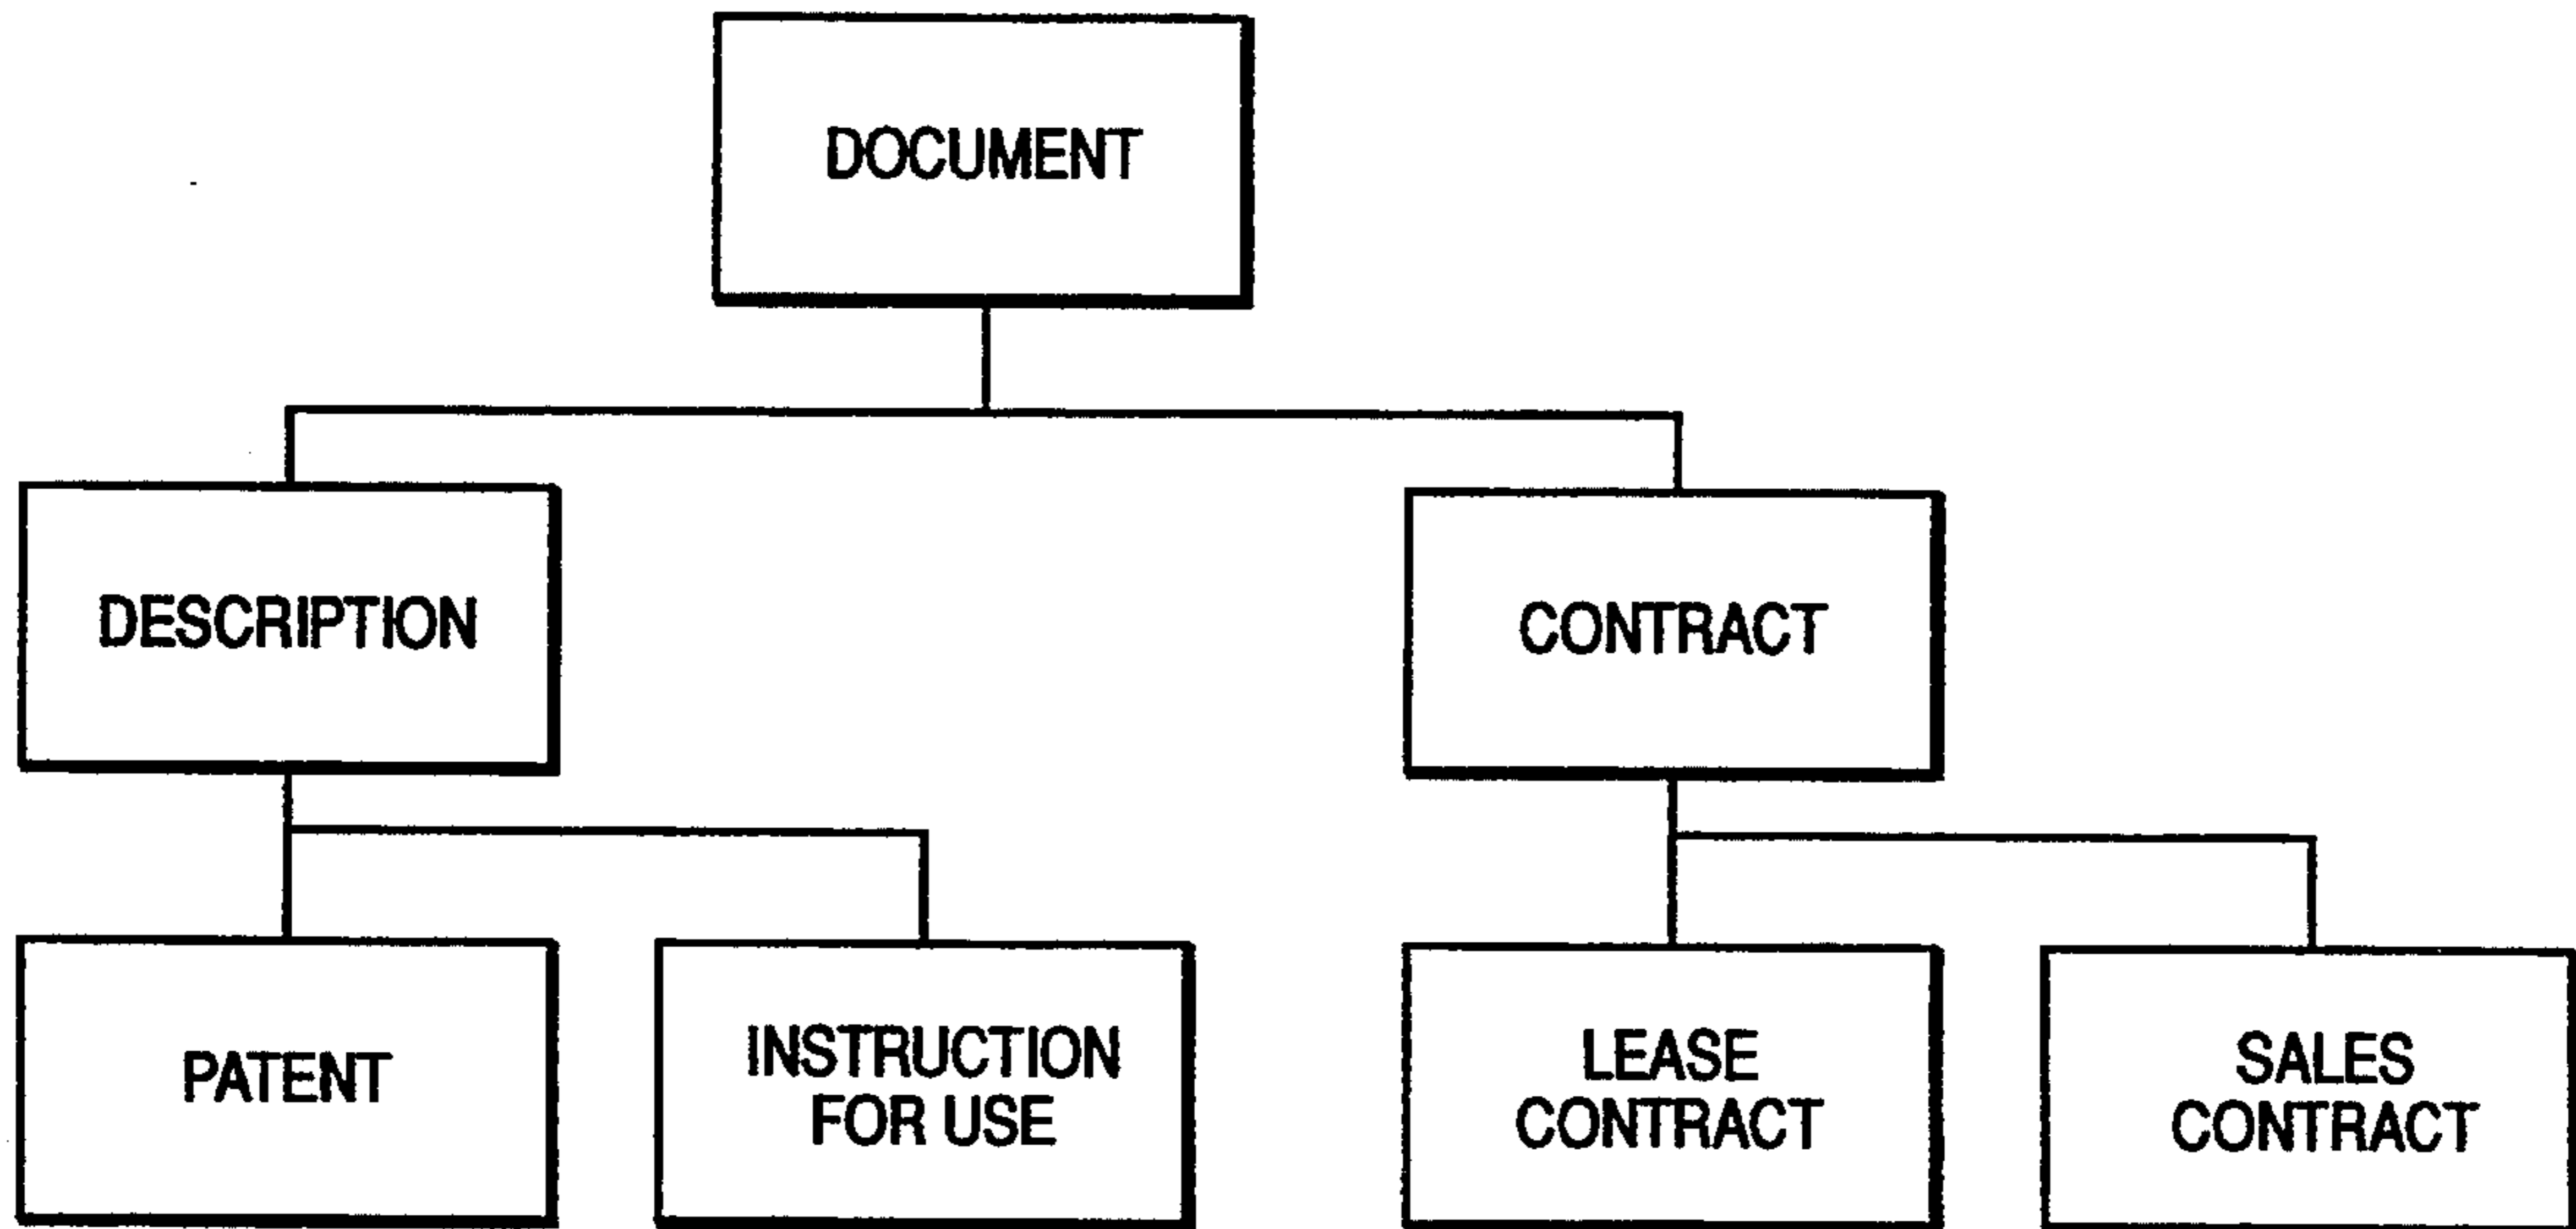 DOCUMENT
DESCRIPTION
CONTRACT
PATENT
INSTRUCTION
FOR USE
LEASE
CONTRACT
SALES
CONTRACT